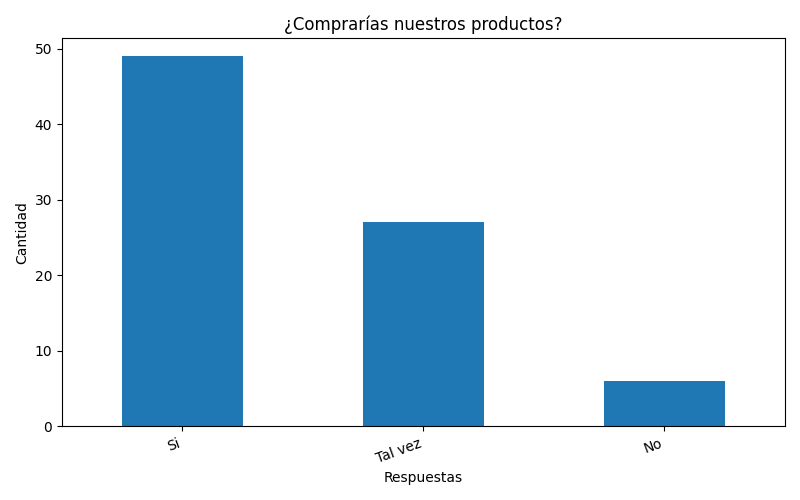 ¿Comprarías nuestros productos?
50
40
30
20
10
0
Cantidad
Si
Tal vez
No
Respuestas